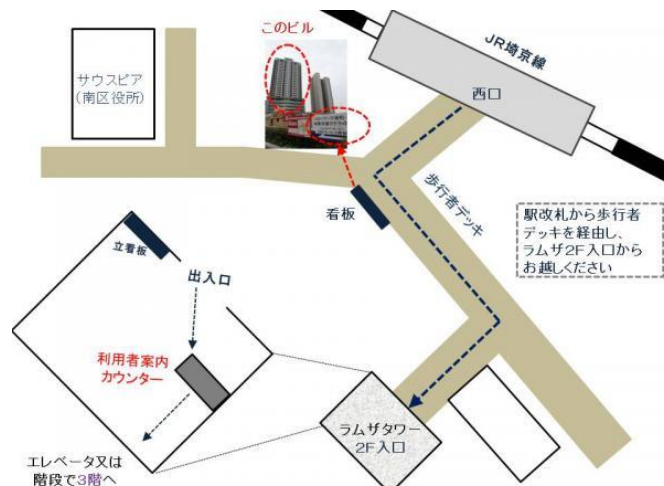 このビル
JR埼京線
サウスピア
(南区役所)
西口
歩行者デッキ
看板
駅改札から歩行者
デッキを経由し、
ラムザ2F入口から
お越しください
立看板
出入口
利用者案内
カウンター
ラムザタワー
2F入口
エレベータ又は
階段で3階へ